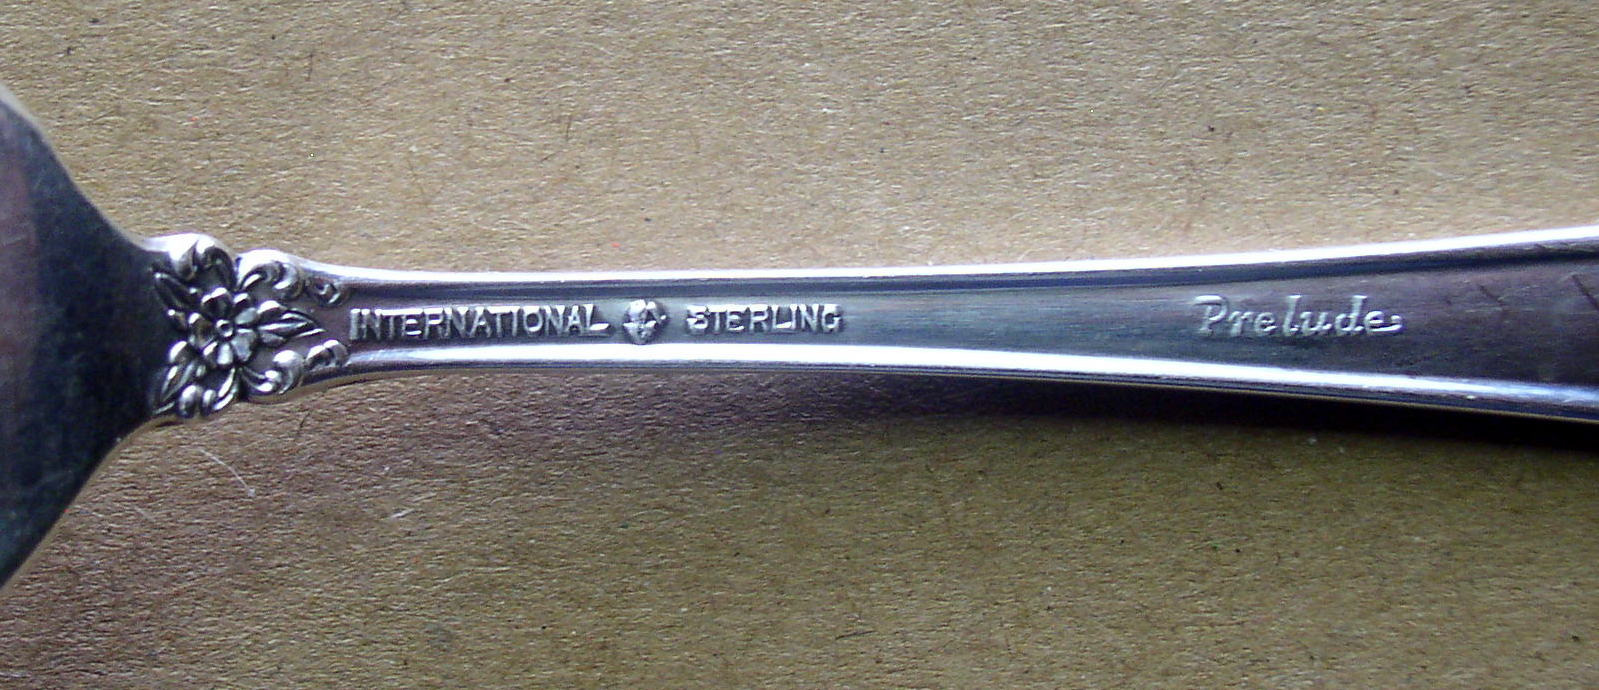 INTERNATIONAL STERLING Prelude